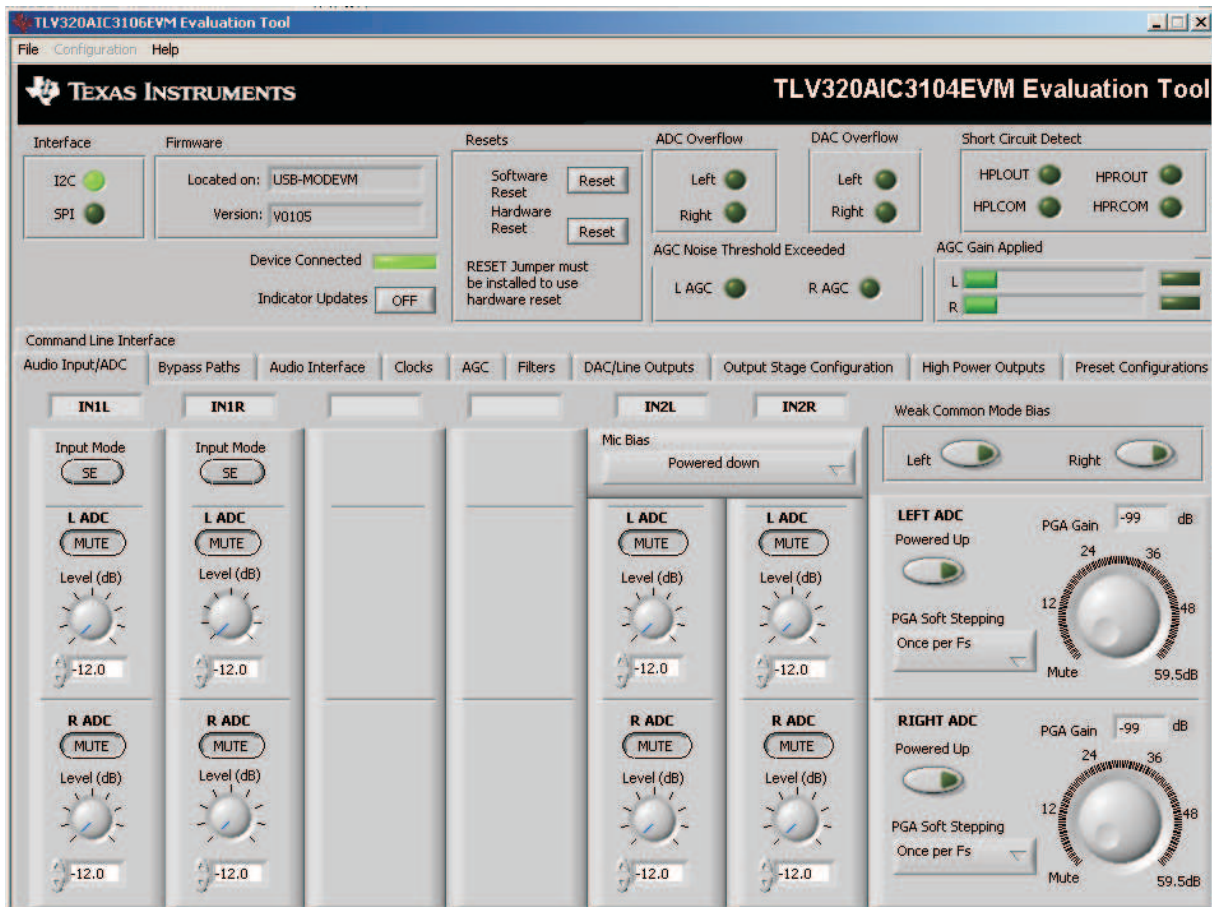 TLV320AIC3106EVM Evaluation Tool
File Configuration Help
TEXAS INSTRUMENTS
TLV320AIC3104EVM Evaluation Tool
Interface
I2C
SPI
Firmware
Located on: USB-MODEVM
Version: V0105
Device Connected
Indicator Updates OFF
Resets
Software Reset Reset
Hardware Reset Reset
RESET Jumper must
be installed to use
hardware reset
ADC Overflow
Left
Right
DAC Overflow
Left
Right
Short Circuit Detect
HPLOUT HPROUT
HPLCOM HPRCOM
AGC Noise Threshold Exceeded
L AGC R AGC
AGC Gain Applied
L
R
Command Line Interface
Audio Input/ADC Bypass Paths Audio Interface Clocks AGC Filters DAC/Line Outputs Output Stage Configuration High Power Outputs Preset Configurations
IN1L IN1R IN2L IN2R
Input Mode Input Mode
SE SE
Mic Bias
Powered down
L ADC L ADC L ADC L ADC
MUTE MUTE MUTE MUTE
Level (dB) Level (dB) Level (dB) Level (dB)
-12.0 -12.0 -12.0 -12.0
R ADC R ADC R ADC R ADC
MUTE MUTE MUTE MUTE
Level (dB) Level (dB) Level (dB) Level (dB)
-12.0 -12.0 -12.0 -12.0
Weak Common Mode Bias
Left Right
LEFT ADC
Powered Up
PGA Gain -99 dB
24 36
12 48
Mute 59.5dB
PGA Soft Stepping
Once per Fs
RIGHT ADC
Powered Up
PGA Gain -99 dB
24 36
12 48
Mute 59.5dB
PGA Soft Stepping
Once per Fs